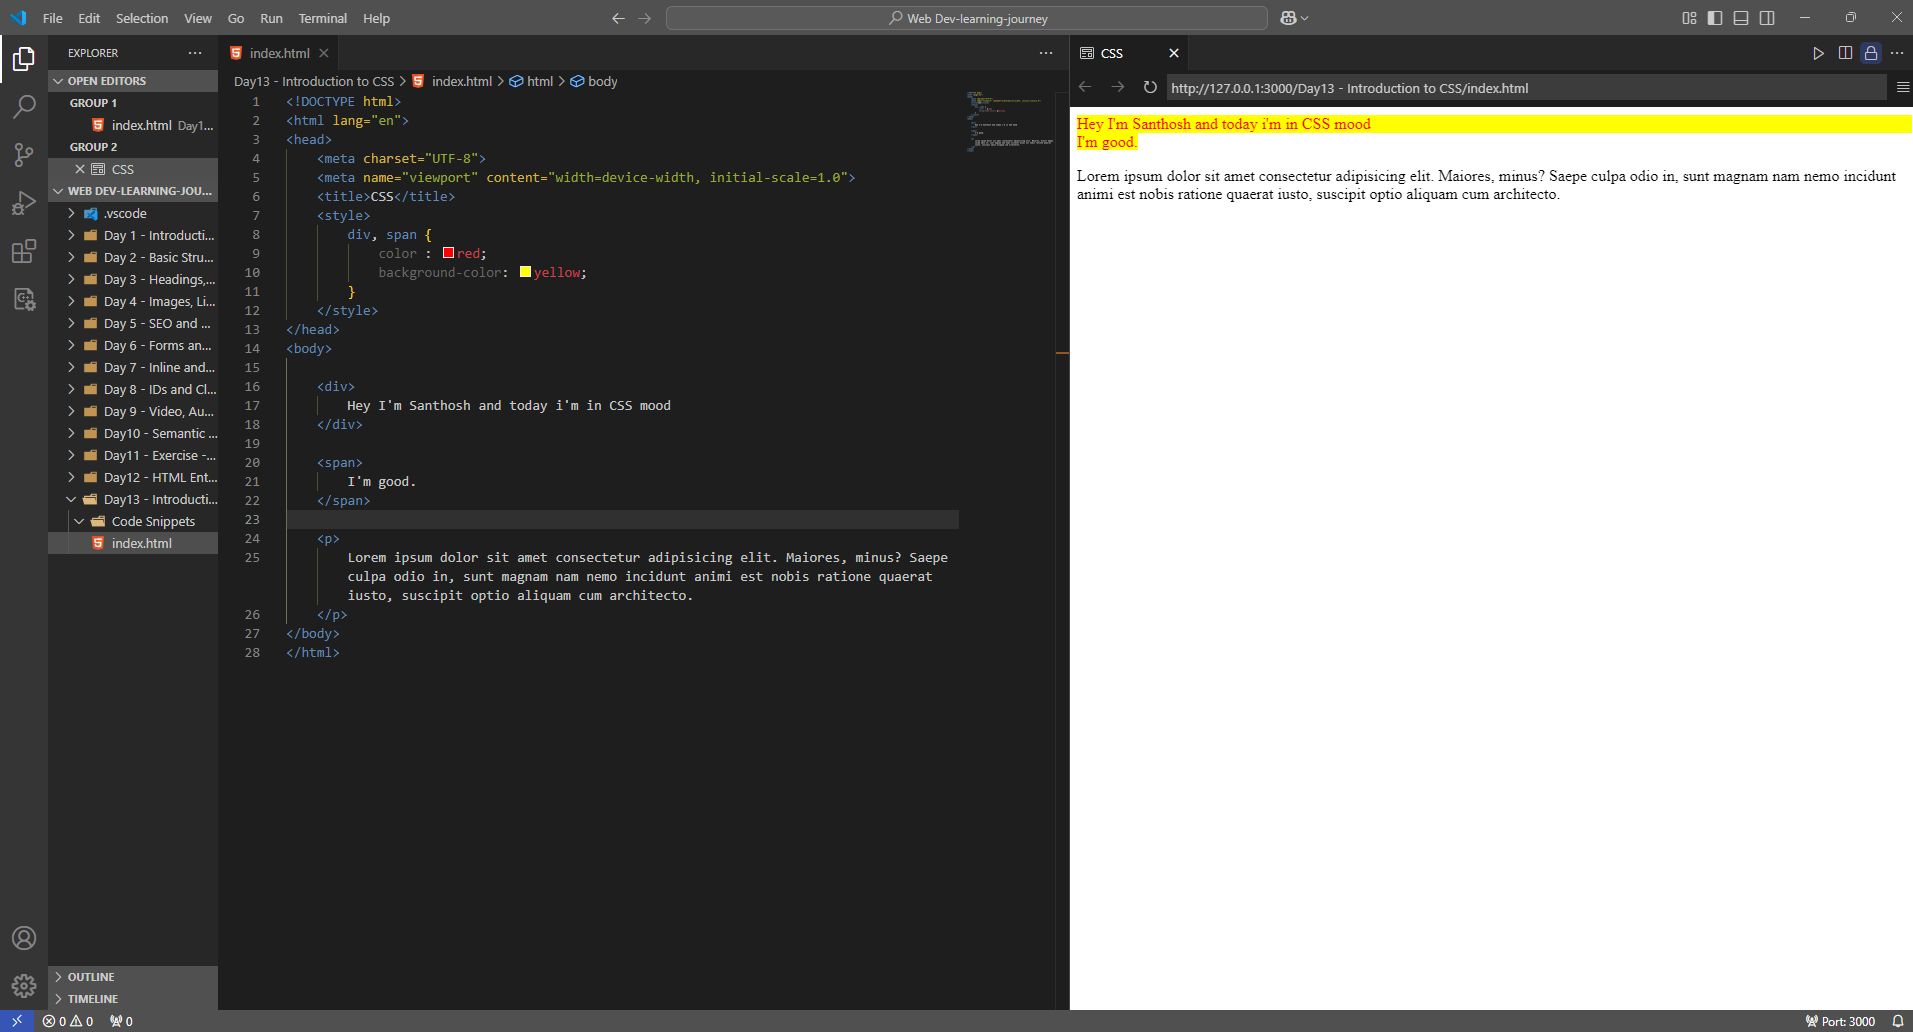 File Edit Selection View Go Run Terminal Help
Web Dev-learning-journey
EXPLORER
OPEN EDITORS
GROUP 1
index.html Day1...
GROUP 2
CSS
WEB DEV-LEARNING-JOU...
.vscode
Day 1 - Introducti...
Day 2 - Basic Stru...
Day 3 - Headings,...
Day 4 - Images, Li...
Day 5 - SEO and ...
Day 6 - Forms an...
Day 7 - Inline and...
Day 8 - IDs and Cl...
Day 9 - Video, Au...
Day10 - Semantic ...
Day11 - Exercise -...
Day12 - HTML Ent...
Day13 - Introducti...
Code Snippets
index.html
OUTLINE
TIMELINE
index.html
Day13 - Introduction to CSS > index.html > html > body
1 <!DOCTYPE html>
2 <html lang="en">
3 <head>
4 <meta charset="UTF-8">
5 <meta name="viewport" content="width=device-width, initial-scale=1.0">
6 <title>CSS</title>
7 <style>
8 div, span {
9 color : red;
10 background-color: yellow;
11 }
12 </style>
13 </head>
14 <body>
15
16 <div>
17 Hey I'm Santhosh and today i'm in CSS mood
18 </div>
19
20 <span>
21 I'm good.
22 </span>
23
24 <p>
25 Lorem ipsum dolor sit amet consectetur adipisicing elit. Maiores, minus? Saepe
culpa odio in, sunt magnam nam nemo incidunt animi est nobis ratione quaerat
iusto, suscipit optio aliquam cum architecto.
26 </p>
27 </body>
28 </html>
CSS
http://127.0.0.1:3000/Day13 - Introduction to CSS/index.html
Hey I'm Santhosh and today i'm in CSS mood
I'm good.
Lorem ipsum dolor sit amet consectetur adipisicing elit. Maiores, minus? Saepe culpa odio in, sunt magnam nam nemo incidunt
animi est nobis ratione quaerat iusto, suscipit optio aliquam cum architecto.
0 0 0
Port: 3000